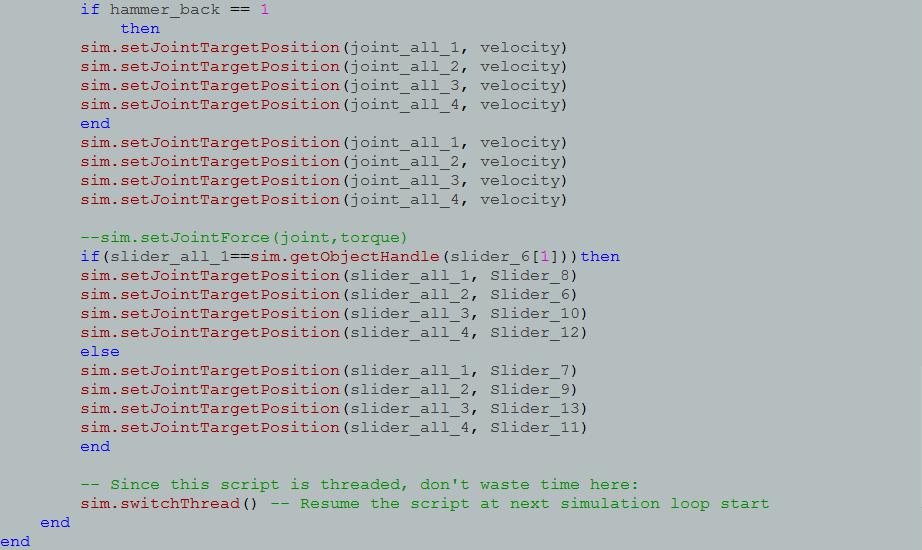 if hammer_back == 1
then
sim.setJointTargetPosition(joint_all_1, velocity)
sim.setJointTargetPosition(joint_all_2, velocity)
sim.setJointTargetPosition(joint_all_3, velocity)
sim.setJointTargetPosition(joint_all_4, velocity)
end
sim.setJointTargetPosition(joint_all_1, velocity)
sim.setJointTargetPosition(joint_all_2, velocity)
sim.setJointTargetPosition(joint_all_3, velocity)
sim.setJointTargetPosition(joint_all_4, velocity)
--sim.setJointForce(joint,torque)
if(slider_all_1==sim.getObjectHandle(slider_6[1]))then
sim.setJointTargetPosition(slider_all_1, Slider_8)
sim.setJointTargetPosition(slider_all_2, Slider_6)
sim.setJointTargetPosition(slider_all_3, Slider_10)
sim.setJointTargetPosition(slider_all_4, Slider_12)
else
sim.setJointTargetPosition(slider_all_1, Slider_7)
sim.setJointTargetPosition(slider_all_2, Slider_9)
sim.setJointTargetPosition(slider_all_3, Slider_13)
sim.setJointTargetPosition(slider_all_4, Slider_11)
end
-- Since this script is threaded, don't waste time here:
sim.switchThread() -- Resume the script at next simulation loop start
end
end